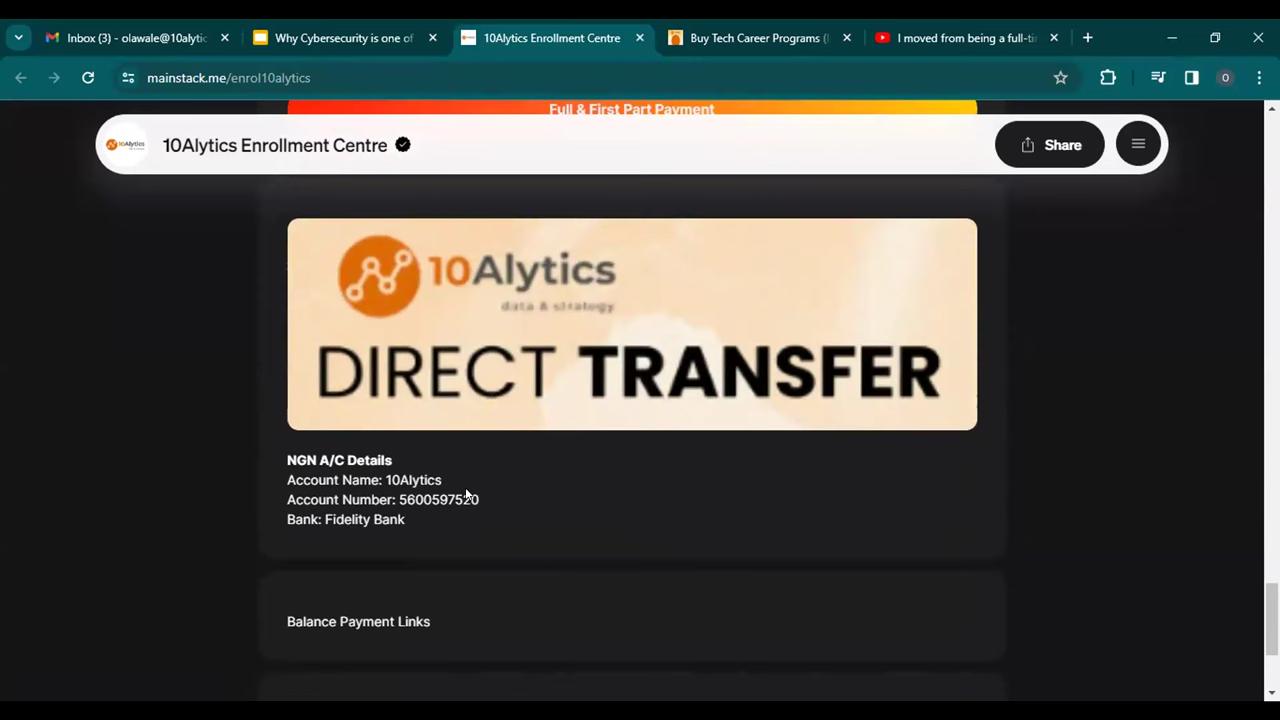 Inbox (3) - olawale@10alytic
Why Cybersecurity is one of
10Alytics Enrollment Centre
Buy Tech Career Programs (
I moved from being a full-ti
mainstack.me/enrol10alytics
O
Full & First Part Payment
10Alytics
10Alytics Enrollment Centre
Share
10Alytics
data & strategy
DIRECT TRANSFER
NGN A/C Details
Account Name: 10Alytics
Account Number: 5600597520
Bank: Fidelity Bank
Balance Payment Links